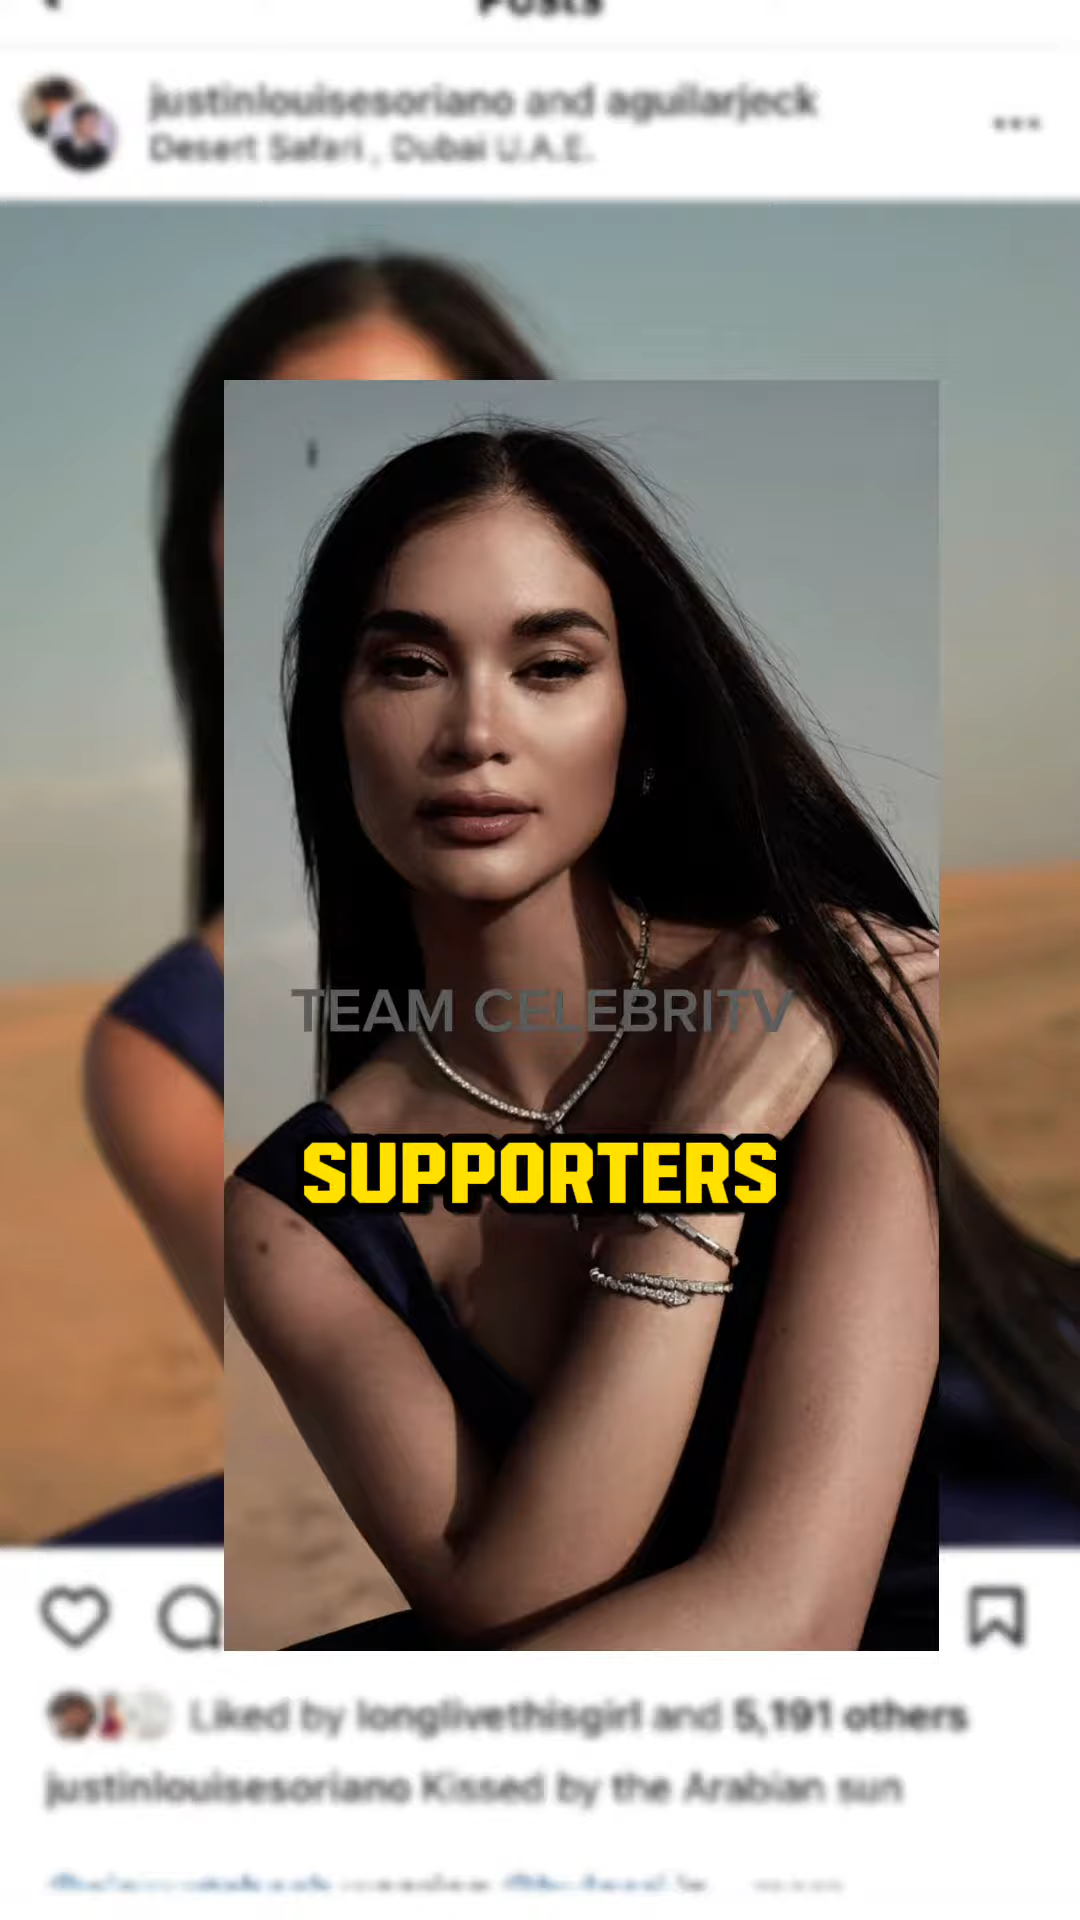 Posts
justinlouisesoriano and aguilarjeck
Desert Safari , Dubai U.A.E.
TEAM CELEBRITV
SUPPORTERS
Liked by longlivethisgirl and 5,191 others
justinlouisesoriano Kissed by the Arabian sun